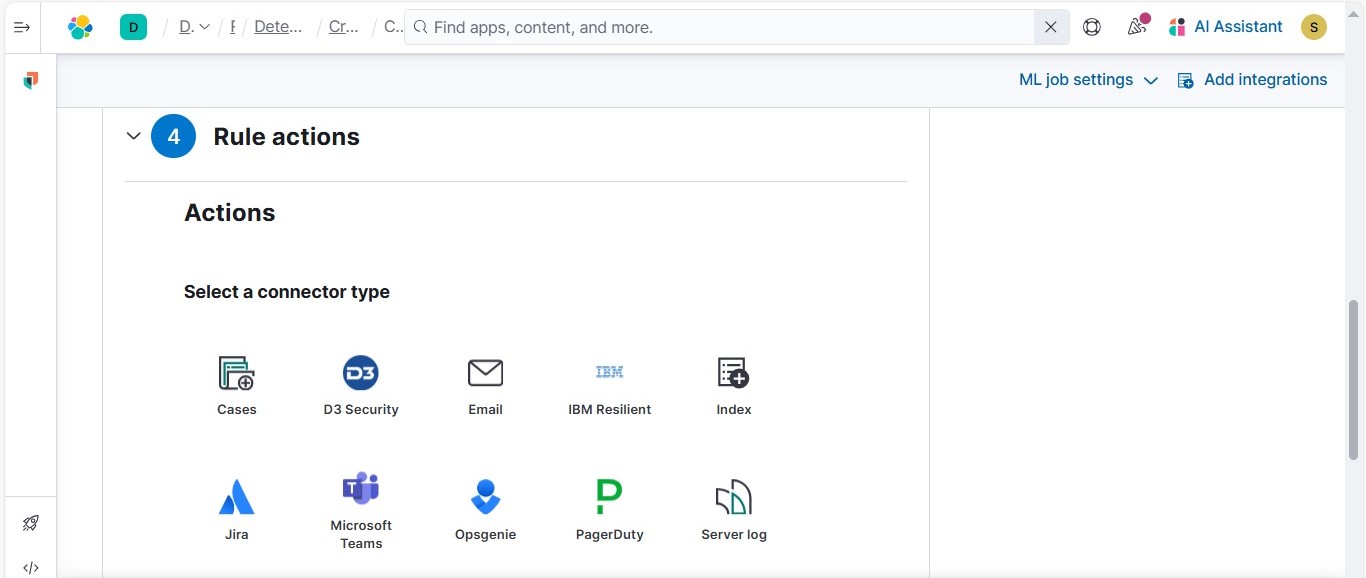 D
D.
F
Dete...
Cr...
C..
Find apps, content, and more.
AI Assistant
S
ML job settings
Add integrations
4 Rule actions
Actions
Select a connector type
D3
IBM
Cases
D3 Security
Email
IBM Resilient
Index
T
P
Jira
Microsoft
Teams
Opsgenie
PagerDuty
Server log